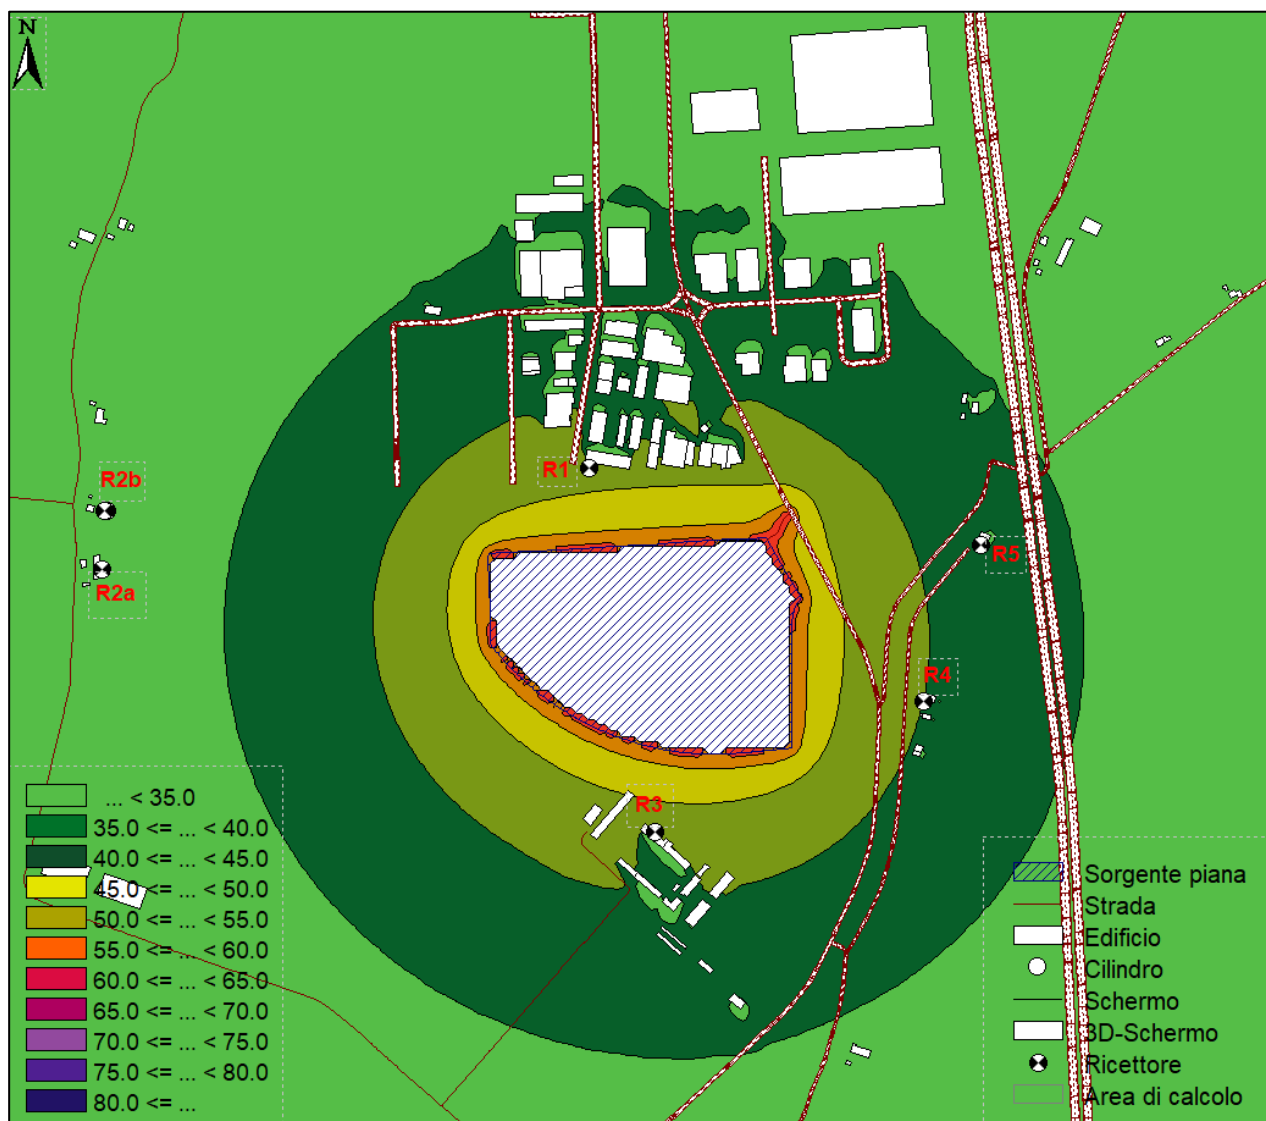 N
R1
R2b
R5
R2a
R4
R3
... < 35.0
35.0 <= ... < 40.0
40.0 <= ... < 45.0
45.0 <= ... < 50.0
50.0 <= ... < 55.0
55.0 <= ... < 60.0
60.0 <= ... < 65.0
65.0 <= ... < 70.0
70.0 <= ... < 75.0
75.0 <= ... < 80.0
80.0 <= ...
Sorgente piana
Strada
Edificio
Cilindro
Schermo
3D-Schermo
Ricettore
Area di calcolo